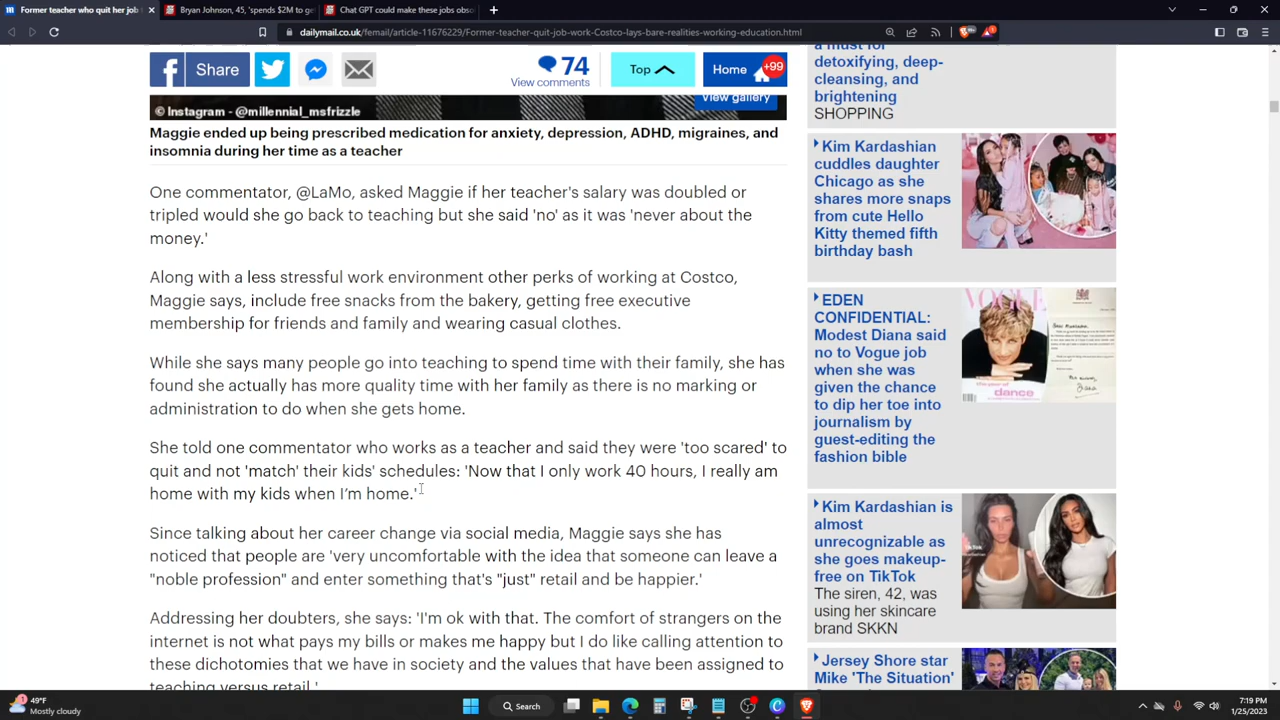 Former teacher who quit her job
Bryan Johnson, 45, 'spends $2M to ge
Chat GPT could make these jobs obso
dailymail.co.uk/femail/article-11676229/Former-teacher-quit-job-work-Costco-lays-bare-realities-working-education.html
Share
74
View comments
Top
Home
+99
© Instagram - @millennial_msfrizzle
View gallery
Maggie ended up being prescribed medication for anxiety, depression, ADHD, migraines, and
insomnia during her time as a teacher
One commentator, @LaMo, asked Maggie if her teacher's salary was doubled or
tripled would she go back to teaching but she said 'no' as it was 'never about the
money.'
Along with a less stressful work environment other perks of working at Costco,
Maggie says, include free snacks from the bakery, getting free executive
membership for friends and family and wearing casual clothes.
While she says many people go into teaching to spend time with their family, she has
found she actually has more quality time with her family as there is no marking or
administration to do when she gets home.
She told one commentator who works as a teacher and said they were 'too scared' to
quit and not 'match' their kids' schedules: 'Now that I only work 40 hours, I really am
home with my kids when I’m home.'
Since talking about her career change via social media, Maggie says she has
noticed that people are 'very uncomfortable with the idea that someone can leave a
"noble profession" and enter something that's "just" retail and be happier.'
Addressing her doubters, she says: 'I'm ok with that. The comfort of strangers on the
internet is not what pays my bills or makes me happy but I do like calling attention to
these dichotomies that we have in society and the values that have been assigned to
teaching versus retail.'
a must for
detoxifying, deep-
cleansing, and
brightening
SHOPPING
Kim Kardashian
cuddles daughter
Chicago as she
shares more snaps
from cute Hello
Kitty themed fifth
birthday bash
EDEN
CONFIDENTIAL:
Modest Diana said
no to Vogue job
when she was
given the chance
to dip her toe into
journalism by
guest-editing the
fashion bible
VOGUE
dance
Kim Kardashian is
almost
unrecognizable as
she goes makeup-
free on TikTok
The siren, 42, was
using her skincare
brand SKKN
TikTok
Jersey Shore star
Mike 'The Situation'
49°F
Mostly cloudy
Search
7:19 PM
1/25/2023